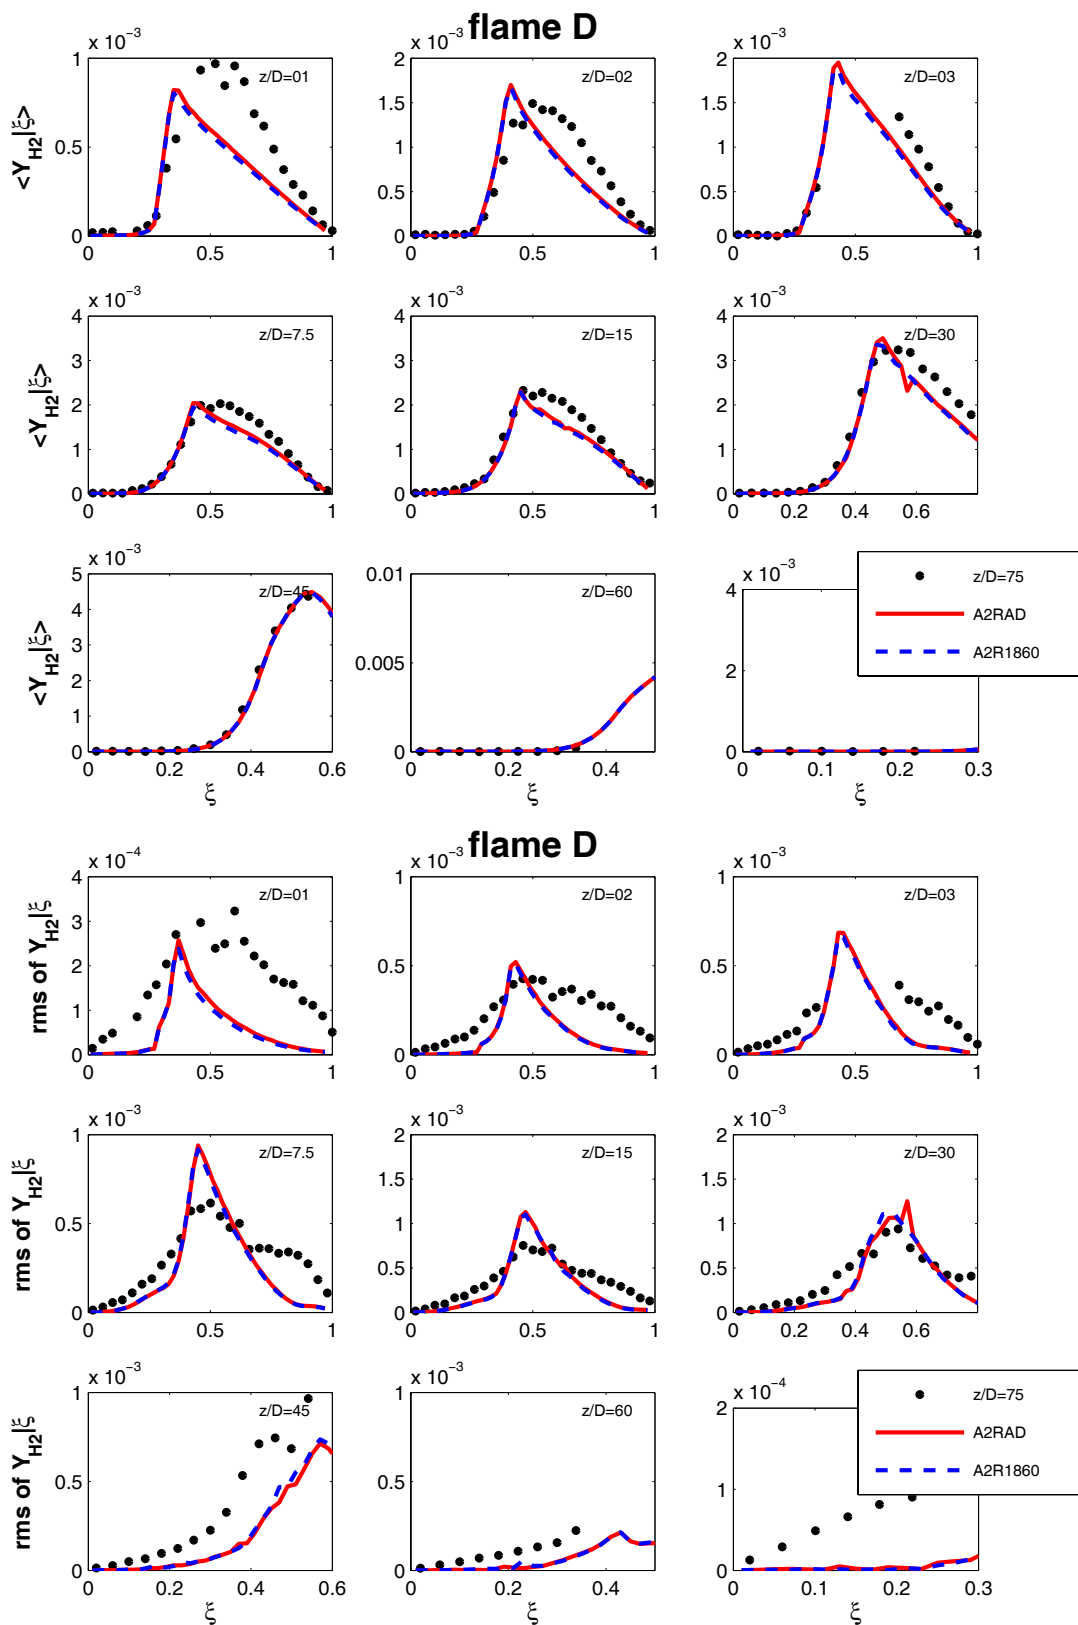 flame D
x 10⁻³ x 10⁻³ x 10⁻³
<Y_H2|ξ>
1 0.5 0
z/D=01
0 0.5 1
2 1.5 1 0.5 0
z/D=02
0 0.5 1
2 1.5 1 0.5 0
z/D=03
0 0.5 1
x 10⁻³ x 10⁻³ x 10⁻³
<Y_H2|ξ>
4 3 2 1 0
z/D=7.5
0 0.5 1
4 3 2 1 0
z/D=15
0 0.5 1
4 3 2 1 0
z/D=30
0 0.2 0.4 0.6
x 10⁻³
<Y_H2|ξ>
5 4 3 2 1 0
z/D=45
0 0.2 0.4 0.6
ξ
0.01 0.005 0
z/D=60
0 0.2 0.4
ξ
x 10⁻³
4 2 0
0 0.1 0.2 0.3
ξ
z/D=75
A2RAD
A2R1860
flame D
x 10⁻⁴ x 10⁻³ x 10⁻³
rms of Y_H2|ξ
4 3 2 1 0
z/D=01
0 0.5 1
1 0.5 0
z/D=02
0 0.5 1
1 0.5 0
z/D=03
0 0.5 1
x 10⁻³ x 10⁻³ x 10⁻³
rms of Y_H2|ξ
1 0.5 0
z/D=7.5
0 0.5 1
2 1.5 1 0.5 0
z/D=15
0 0.5 1
2 1.5 1 0.5 0
z/D=30
0 0.2 0.4 0.6
x 10⁻³ x 10⁻³ x 10⁻⁴
rms of Y_H2|ξ
1 0.5 0
z/D=45
0 0.2 0.4 0.6
ξ
1 0.5 0
z/D=60
0 0.2 0.4
ξ
2 1 0
0 0.1 0.2 0.3
ξ
z/D=75
A2RAD
A2R1860